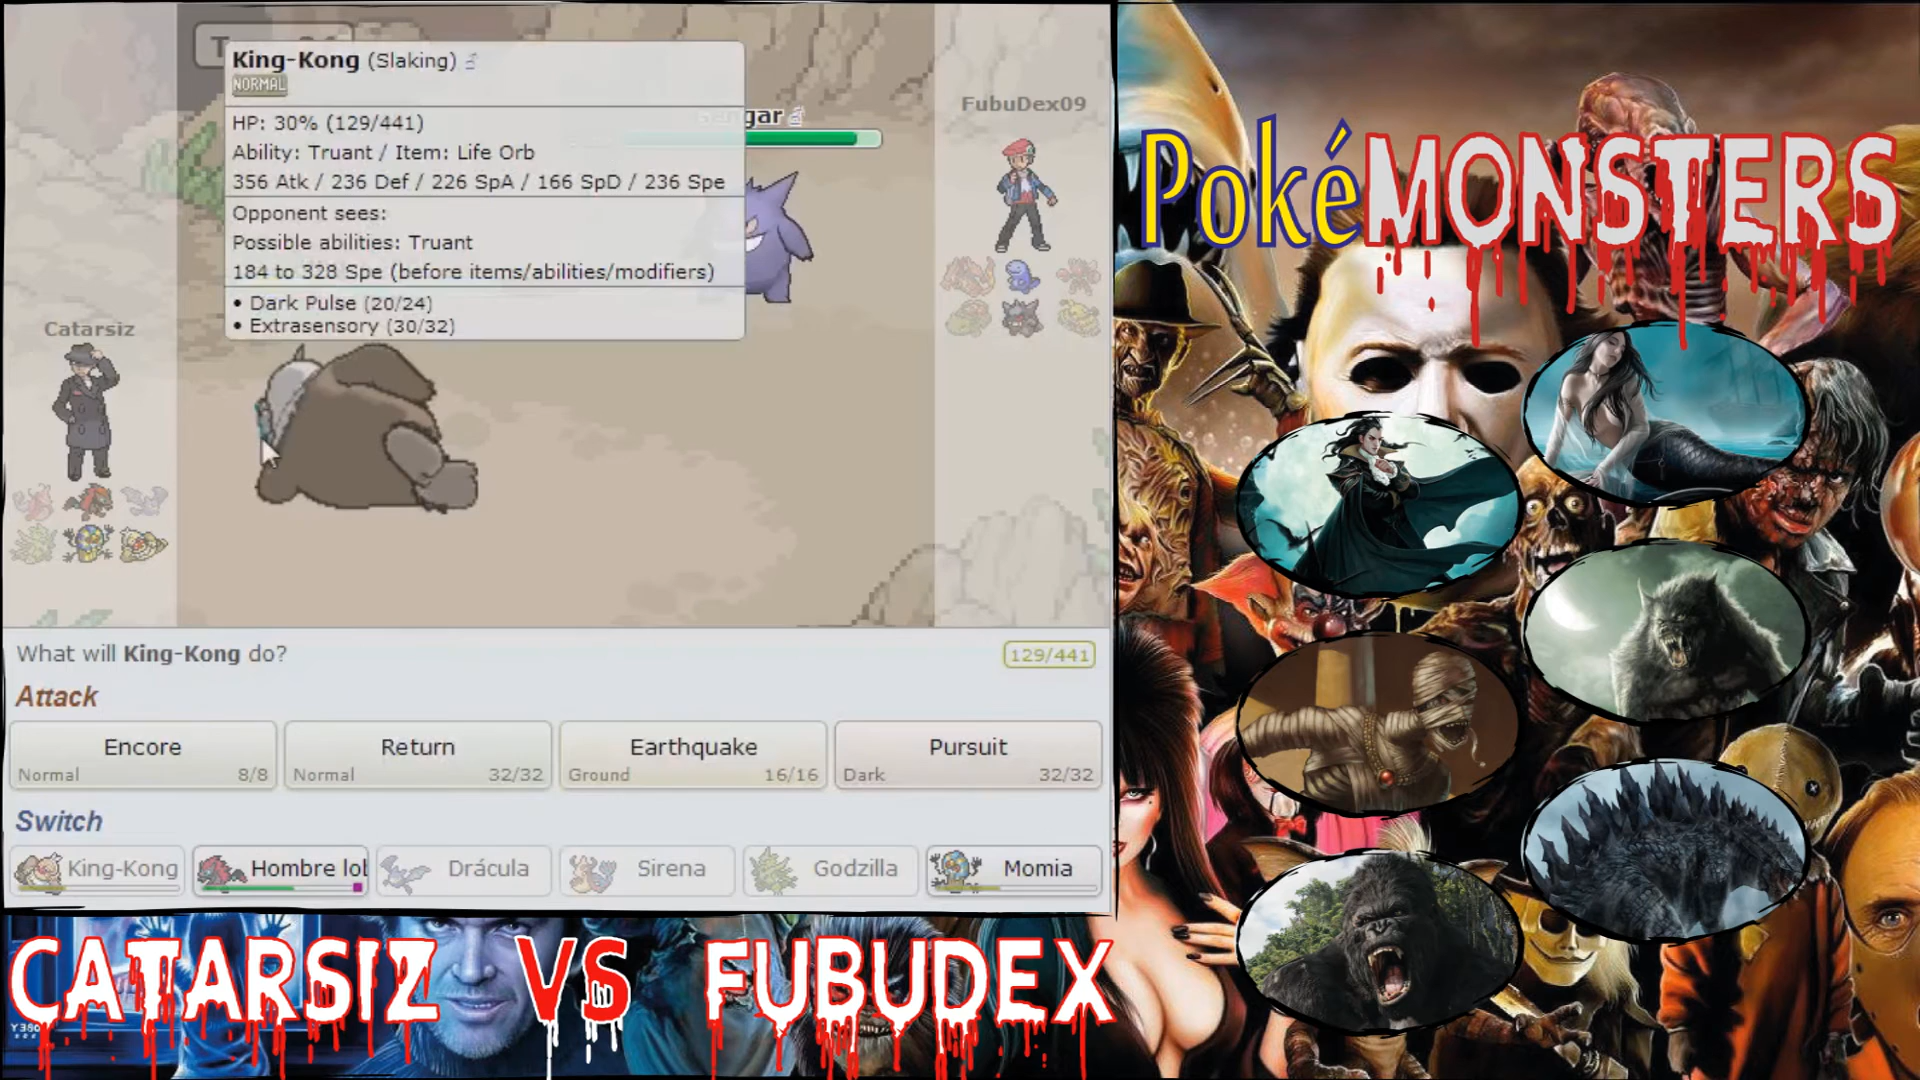 King-Kong (Slaking)
NORMAL
HP: 30% (129/441)
Ability: Truant / Item: Life Orb
356 Atk / 236 Def / 226 SpA / 166 SpD / 236 Spe
Opponent sees:
Possible abilities: Truant
184 to 328 Spe (before items/abilities/modifiers)
• Dark Pulse (20/24)
• Extrasensory (30/32)
FubuDex09
Catarsiz
What will King-Kong do?
129/441
Attack
Encore
Normal 8/8
Return
Normal 32/32
Earthquake
Ground 16/16
Pursuit
Dark 32/32
Switch
King-Kong
Hombre lob
Drácula
Sirena
Godzilla
Momia
PokéMONSTERS
CATARSIZ VS FUBUDEX